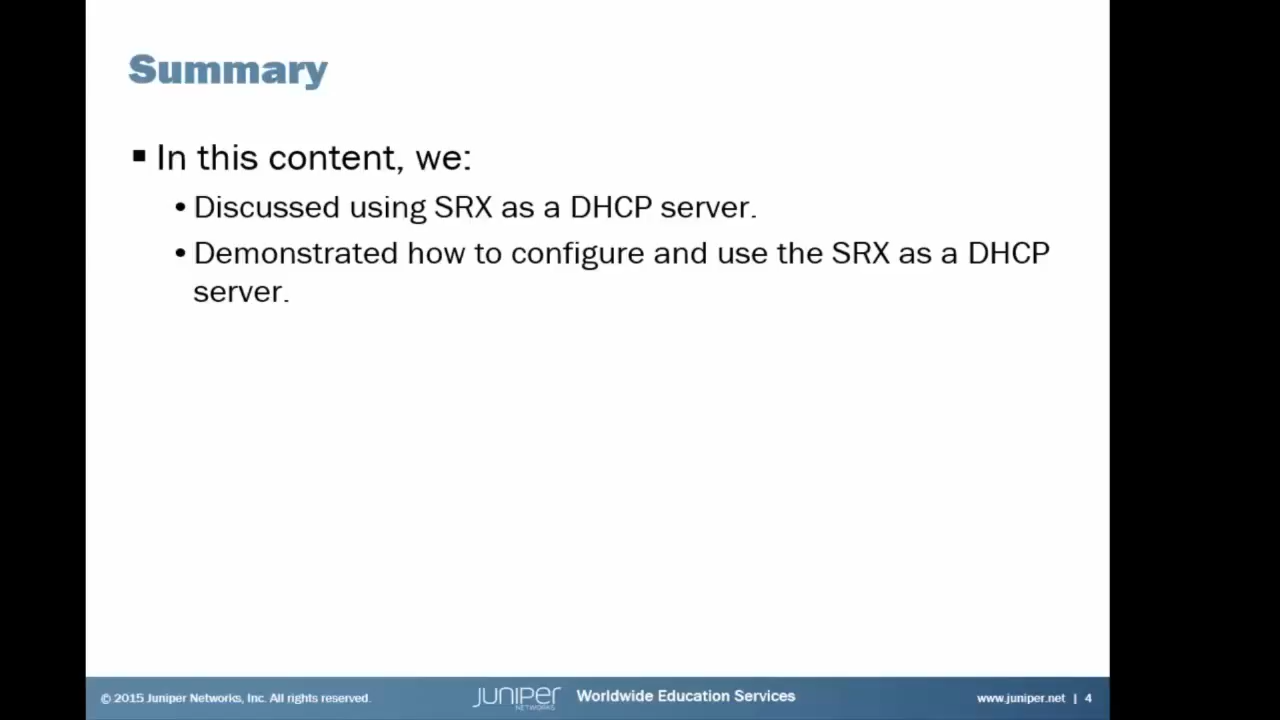 Summary
▪ In this content, we:
• Discussed using SRX as a DHCP server.
• Demonstrated how to configure and use the SRX as a DHCP
server.
© 2015 Juniper Networks, Inc. All rights reserved.
JUNIPER
NETWORKS
Worldwide Education Services
www.juniper.net | 4